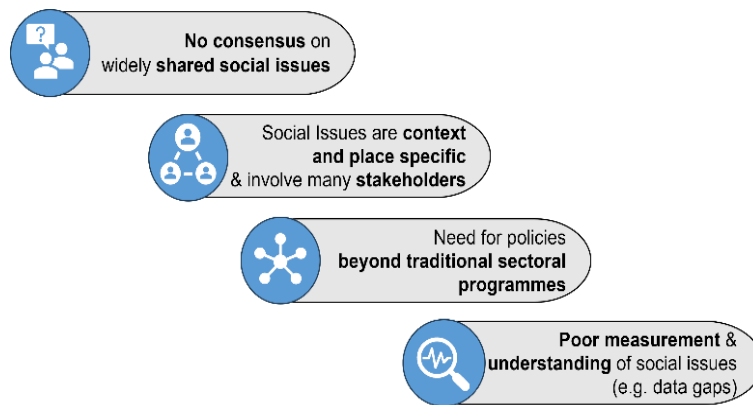 ?
No consensus on
widely shared social issues
Social Issues are context
and place specific
& involve many stakeholders
Need for policies
beyond traditional sectoral
programmes
Poor measurement &
understanding of social issues
(e.g. data gaps)